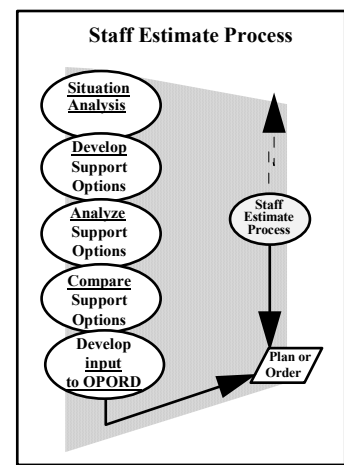 Staff Estimate Process
Situation
Analysis
Develop
Support
Options
Analyze
Support
Options
Compare
Support
Options
Develop
input
to OPORD
Staff
Estimate
Process
Plan or
Order